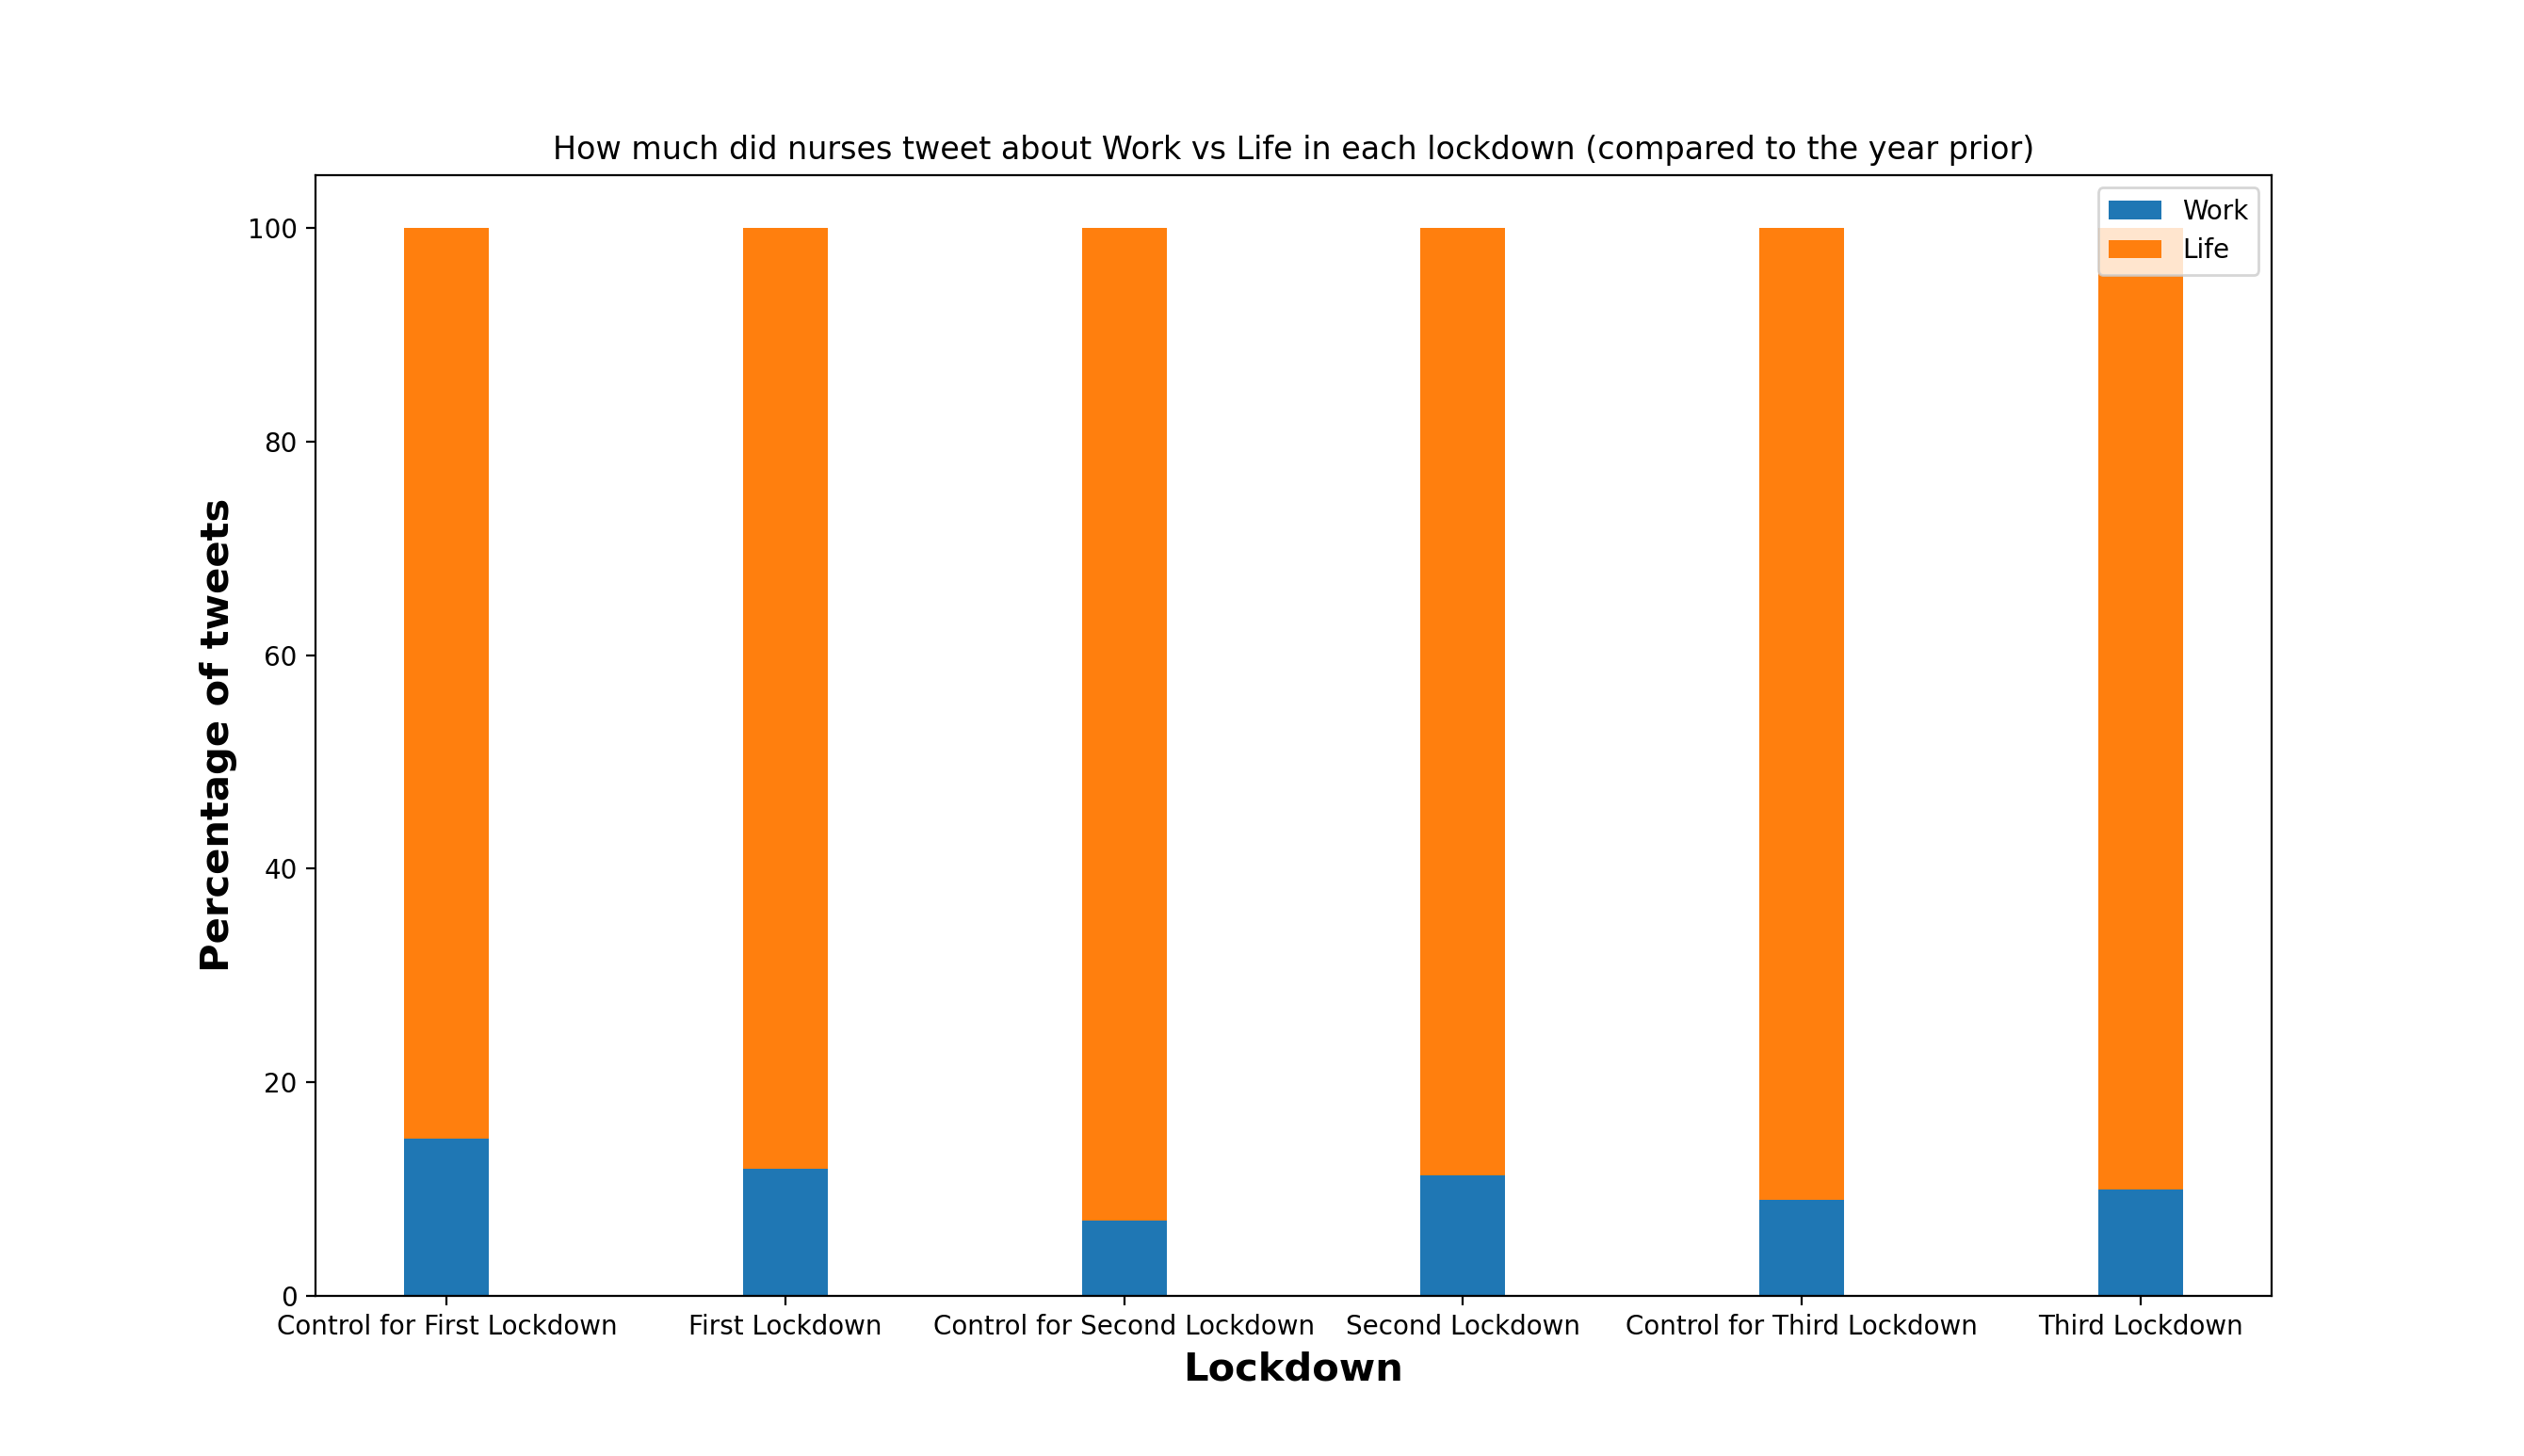 How much did nurses tweet about Work vs Life in each lockdown (compared to the year prior)
Work
Life
100
80
60
40
20
0
Percentage of tweets
Control for First Lockdown
First Lockdown
Control for Second Lockdown
Second Lockdown
Control for Third Lockdown
Third Lockdown
Lockdown